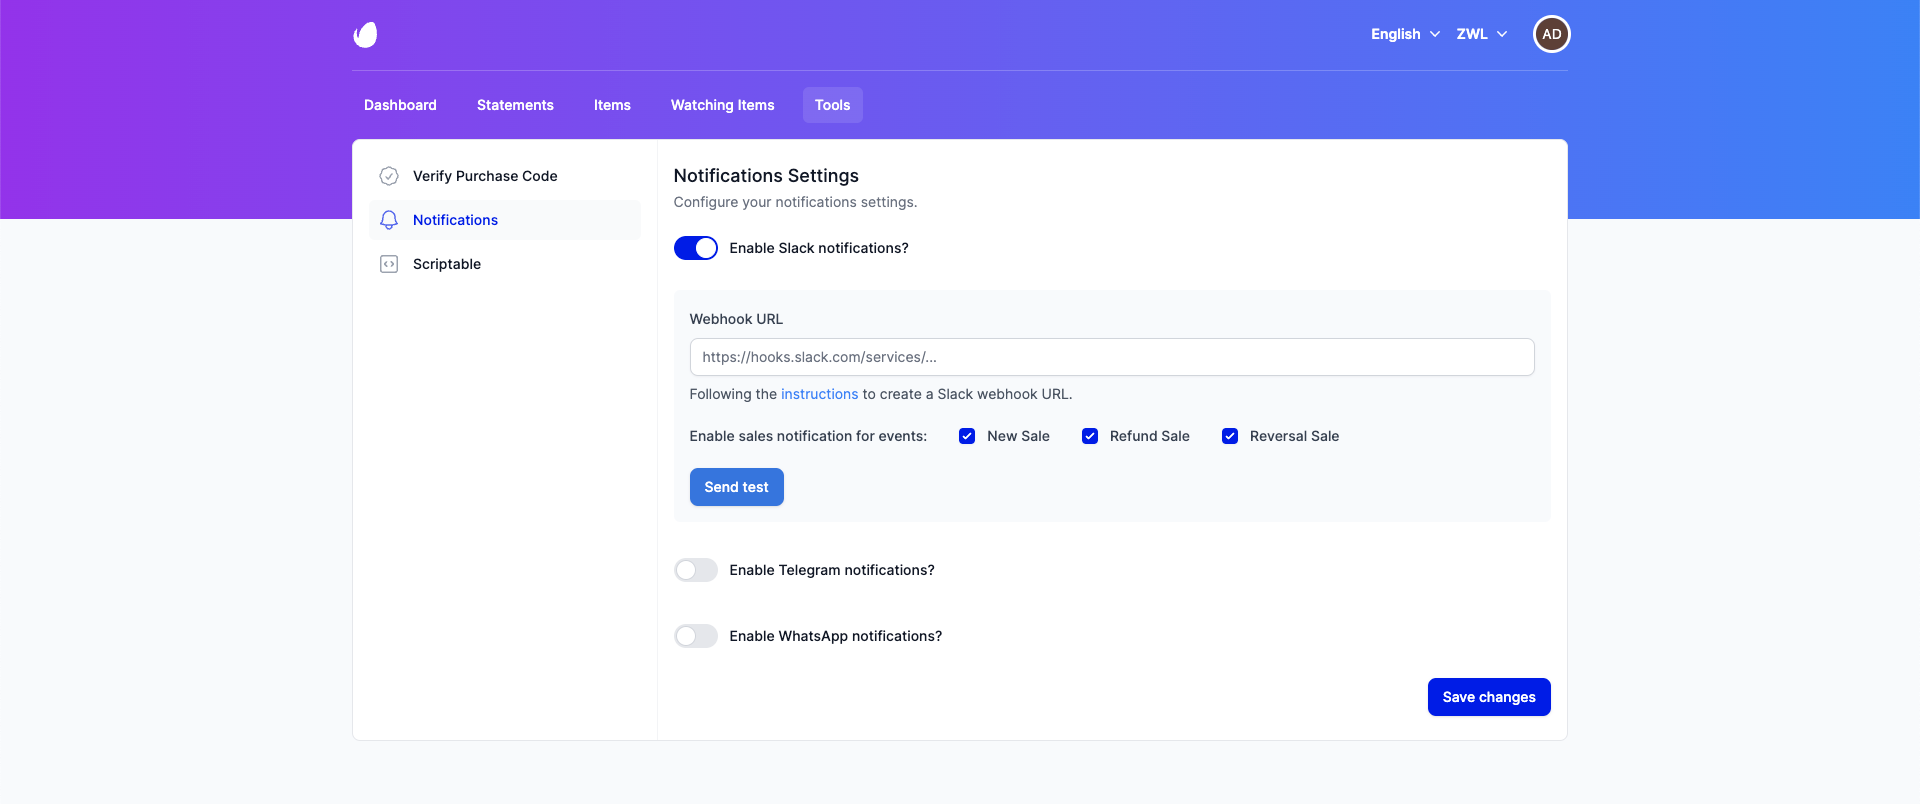 English ZWL AD
Dashboard Statements Items Watching Items Tools
Verify Purchase Code
Notifications
Scriptable
Notifications Settings
Configure your notifications settings.
Enable Slack notifications?
Webhook URL
https://hooks.slack.com/services/...
Following the instructions to create a Slack webhook URL.
Enable sales notification for events: New Sale Refund Sale Reversal Sale
Send test
Enable Telegram notifications?
Enable WhatsApp notifications?
Save changes